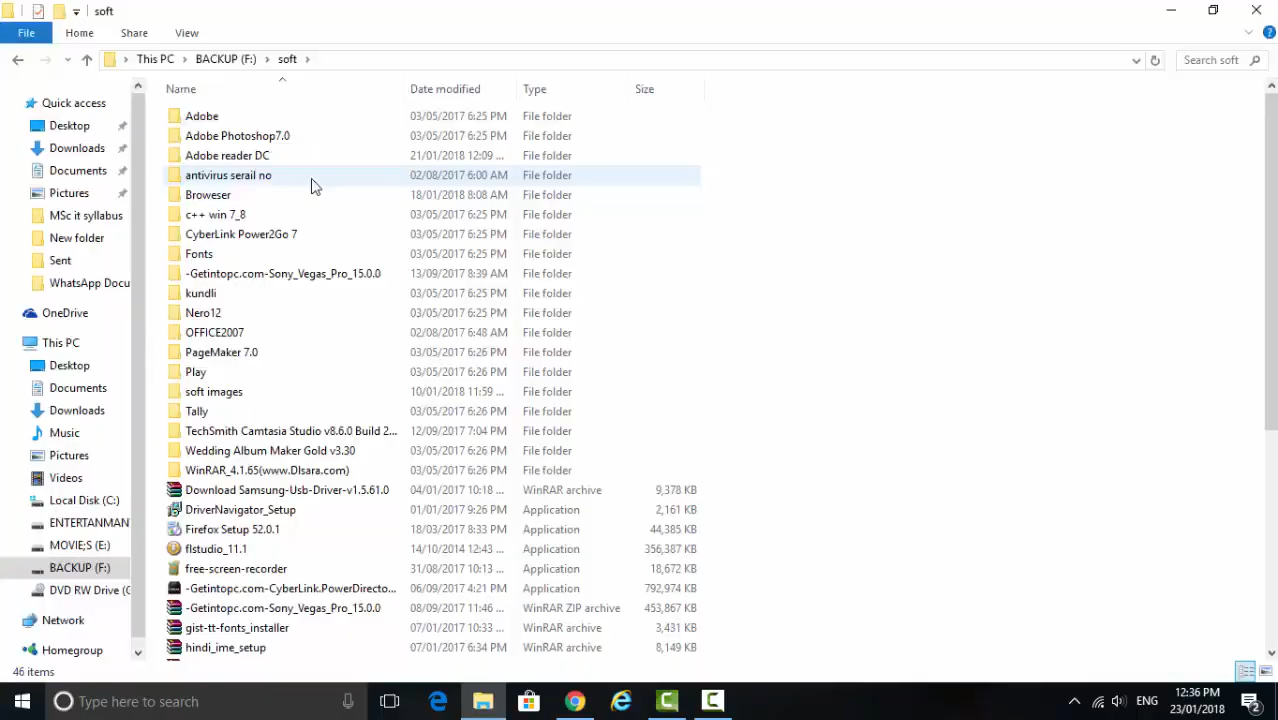 soft
File Home Share View
This PC BACKUP (F:) soft Search soft
Name Date modified Type Size
Quick access
Desktop
Downloads
Documents
Pictures
MSc it syllabus
New folder
Sent
WhatsApp Docu
OneDrive
This PC
Desktop
Documents
Downloads
Music
Pictures
Videos
Local Disk (C:)
ENTERTANMAN
MOVIE;S (E:)
BACKUP (F:)
DVD RW Drive (
Network
Homegroup
Adobe 03/05/2017 6:25 PM File folder
Adobe Photoshop7.0 03/05/2017 6:25 PM File folder
Adobe reader DC 21/01/2018 12:09 ... File folder
antivirus serail no 02/08/2017 6:00 AM File folder
Broweser 18/01/2018 8:08 AM File folder
c++ win 7_8 03/05/2017 6:25 PM File folder
CyberLink Power2Go 7 03/05/2017 6:25 PM File folder
Fonts 03/05/2017 6:25 PM File folder
-Getintopc.com-Sony_Vegas_Pro_15.0.0 13/09/2017 8:39 AM File folder
kundli 03/05/2017 6:25 PM File folder
Nero12 03/05/2017 6:25 PM File folder
OFFICE2007 02/08/2017 6:48 AM File folder
PageMaker 7.0 03/05/2017 6:26 PM File folder
Play 03/05/2017 6:26 PM File folder
soft images 10/01/2018 11:59 ... File folder
Tally 03/05/2017 6:26 PM File folder
TechSmith Camtasia Studio v8.6.0 Build 2... 12/09/2017 7:04 PM File folder
Wedding Album Maker Gold v3.30 03/05/2017 6:26 PM File folder
WinRAR_4.1.65(www.Dlsara.com) 03/05/2017 6:26 PM File folder
Download Samsung-Usb-Driver-v1.5.61.0 04/01/2017 10:18 ... WinRAR archive 9,378 KB
DriverNavigator_Setup 01/01/2017 9:26 PM Application 2,161 KB
Firefox Setup 52.0.1 18/03/2017 8:33 PM Application 44,385 KB
flstudio_11.1 14/10/2014 12:43 ... Application 356,387 KB
free-screen-recorder 31/08/2017 10:13 ... Application 18,672 KB
-Getintopc.com-CyberLink.PowerDirecto... 06/09/2017 4:21 PM Application 792,974 KB
-Getintopc.com-Sony_Vegas_Pro_15.0.0 08/09/2017 11:46 ... WinRAR ZIP archive 453,867 KB
gist-tt-fonts_installer 07/01/2017 10:33 ... WinRAR archive 3,431 KB
hindi_ime_setup 07/01/2017 6:34 PM WinRAR archive 8,149 KB
46 items
Type here to search ENG 12:36 PM
23/01/2018 2